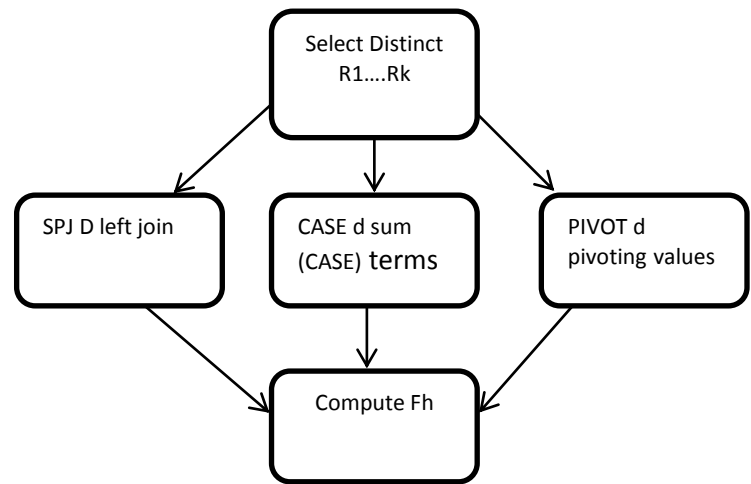 Select Distinct
R1....Rk
SPJ D left join
CASE d sum
(CASE) terms
PIVOT d
pivoting values
Compute Fh